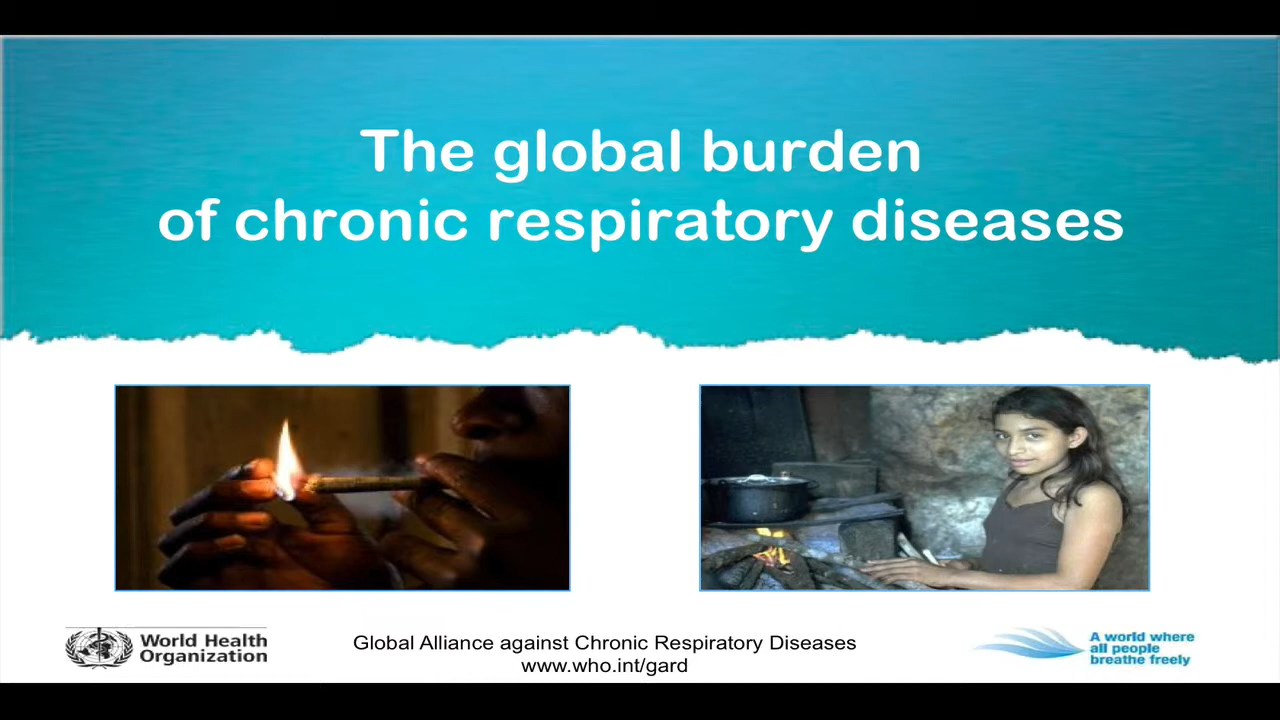 The global burden
of chronic respiratory diseases
World Health
Organization
Global Alliance against Chronic Respiratory Diseases
www.who.int/gard
A world where
all people
breathe freely